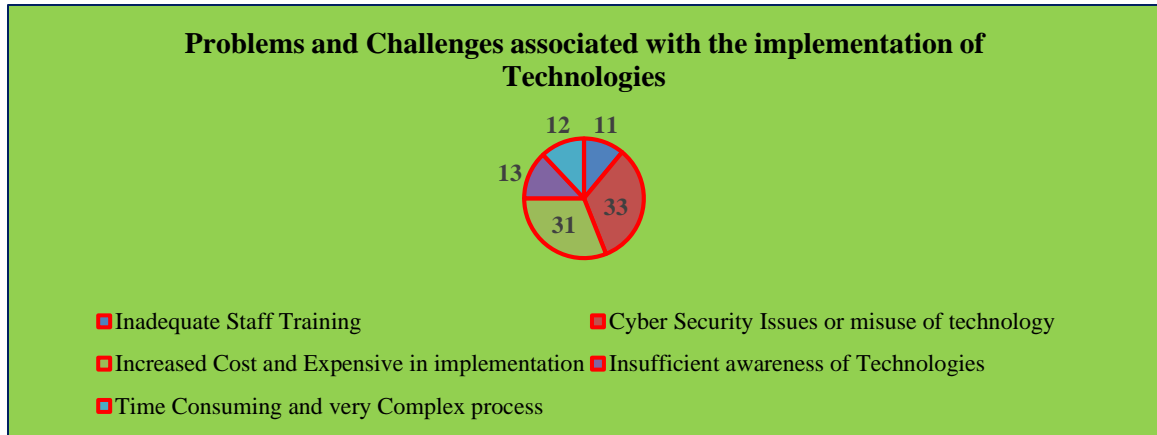 Problems and Challenges associated with the implementation of
Technologies
12
11
13
33
31
Inadequate Staff Training
Cyber Security Issues or misuse of technology
Increased Cost and Expensive in implementation
Insufficient awareness of Technologies
Time Consuming and very Complex process